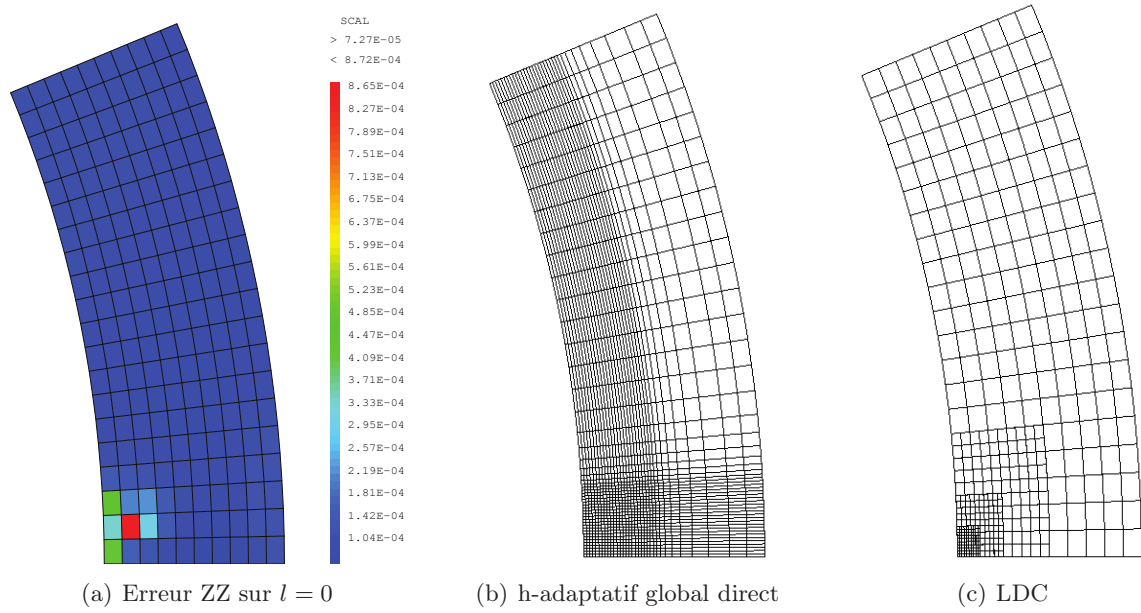 SCAL
> 7.27E-05
< 8.72E-04
8.65E-04
8.27E-04
7.89E-04
7.51E-04
7.13E-04
6.75E-04
6.37E-04
5.99E-04
5.61E-04
5.23E-04
4.85E-04
4.47E-04
4.09E-04
3.71E-04
3.33E-04
2.95E-04
2.57E-04
2.19E-04
1.81E-04
1.42E-04
1.04E-04
(a) Erreur ZZ sur l = 0
(b) h-adaptatif global direct
(c) LDC